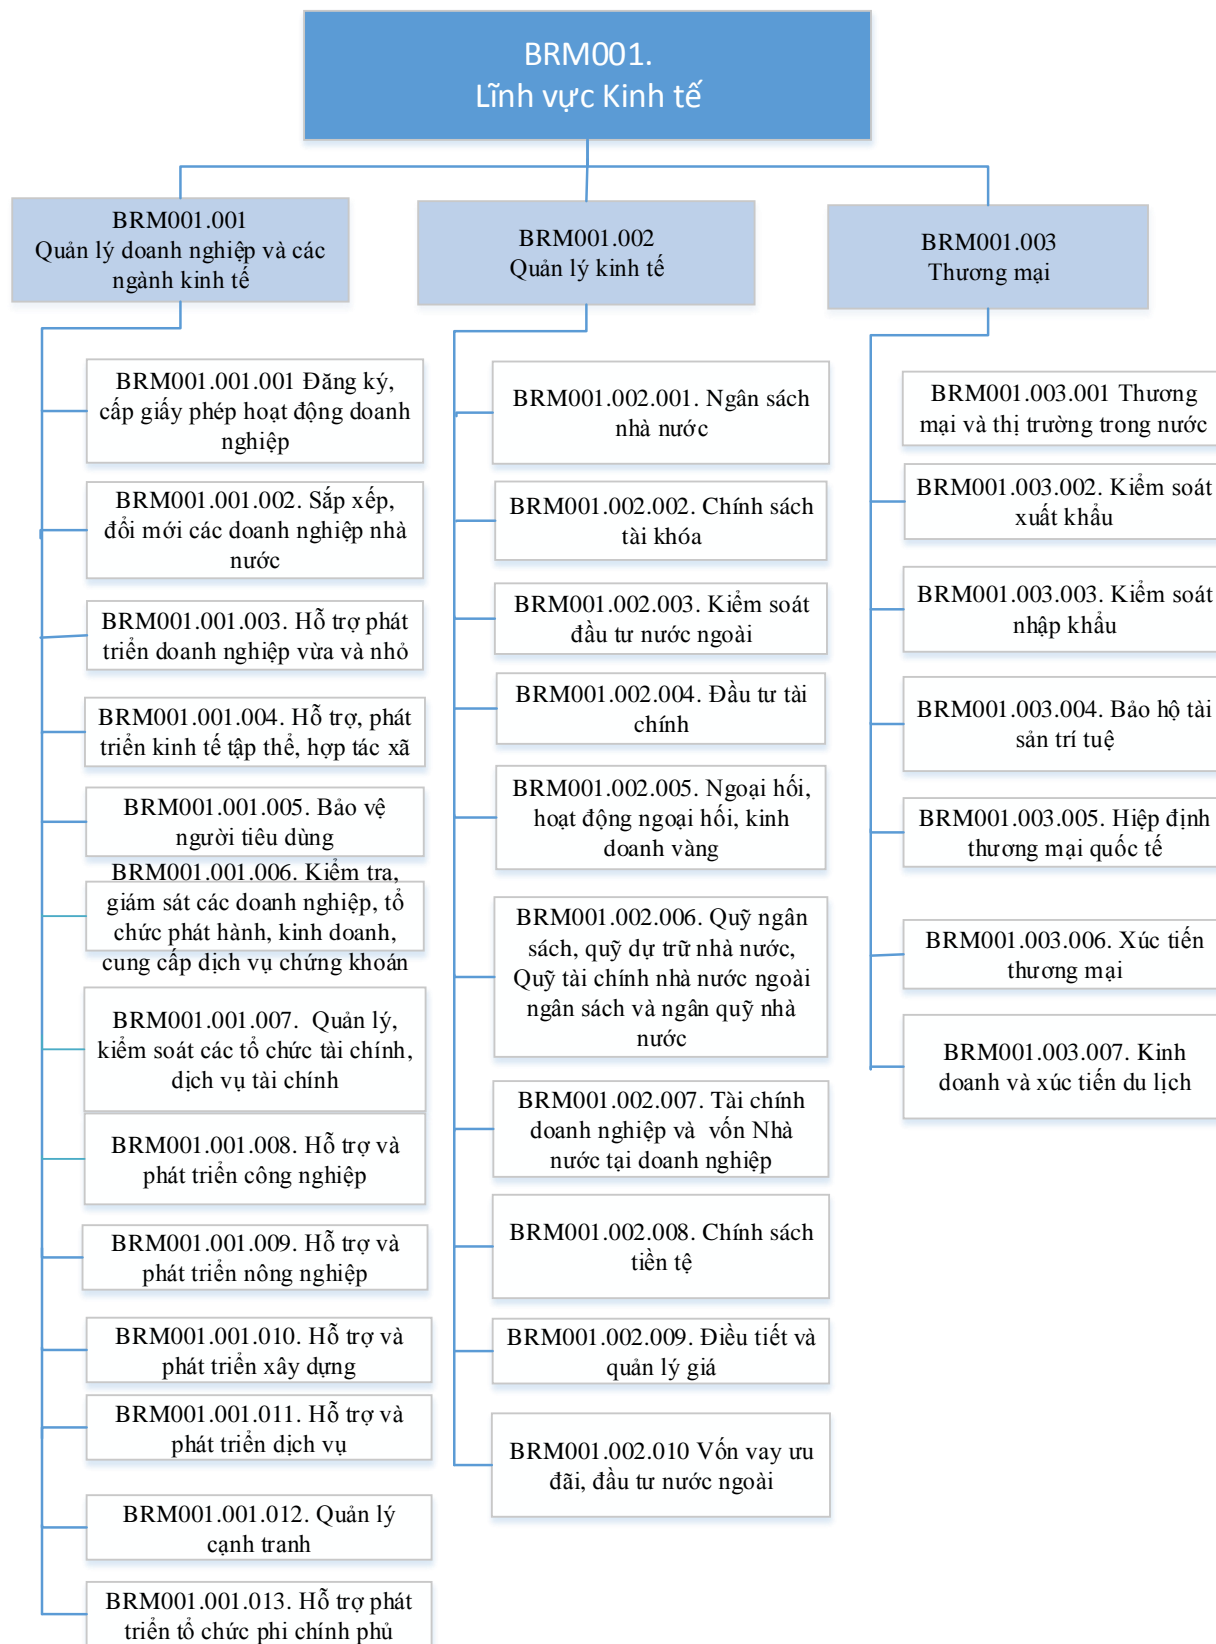 BRM001.
Lĩnh vực Kinh tế
BRM001.001
Quản lý doanh nghiệp và các
ngành kinh tế
BRM001.001.001 Đăng ký,
cấp giấy phép hoạt động doanh
nghiệp
BRM001.001.002. Sắp xếp,
đổi mới các doanh nghiệp nhà
nước
BRM001.001.003. Hỗ trợ phát
triển doanh nghiệp vừa và nhỏ
BRM001.001.004. Hỗ trợ, phát
triển kinh tế tập thể, hợp tác xã
BRM001.001.005. Bảo vệ
người tiêu dùng
BRM001.001.006. Kiểm tra,
giám sát các doanh nghiệp, tổ
chức phát hành, kinh doanh,
cung cấp dịch vụ chứng khoán
BRM001.001.007. Quản lý,
kiểm soát các tổ chức tài chính,
dịch vụ tài chính
BRM001.001.008. Hỗ trợ và
phát triển công nghiệp
BRM001.001.009. Hỗ trợ và
phát triển nông nghiệp
BRM001.001.010. Hỗ trợ và
phát triển xây dựng
BRM001.001.011. Hỗ trợ và
phát triển dịch vụ
BRM001.001.012. Quản lý
cạnh tranh
BRM001.001.013. Hỗ trợ phát
triển tổ chức phi chính phủ
BRM001.002
Quản lý kinh tế
BRM001.002.001. Ngân sách
nhà nước
BRM001.002.002. Chính sách
tài khóa
BRM001.002.003. Kiểm soát
đầu tư nước ngoài
BRM001.002.004. Đầu tư tài
chính
BRM001.002.005. Ngoại hối,
hoạt động ngoại hối, kinh
doanh vàng
BRM001.002.006. Quỹ ngân
sách, quỹ dự trữ nhà nước,
Quỹ tài chính nhà nước ngoài
ngân sách và ngân quỹ nhà
nước
BRM001.002.007. Tài chính
doanh nghiệp và vốn Nhà
nước tại doanh nghiệp
BRM001.002.008. Chính sách
tiền tệ
BRM001.002.009. Điều tiết và
quản lý giá
BRM001.002.010 Vốn vay ưu
đãi, đầu tư nước ngoài
BRM001.003
Thương mại
BRM001.003.001 Thương
mại và thị trường trong nước
BRM001.003.002. Kiểm soát
xuất khẩu
BRM001.003.003. Kiểm soát
nhập khẩu
BRM001.003.004. Bảo hộ tài
sản trí tuệ
BRM001.003.005. Hiệp định
thương mại quốc tế
BRM001.003.006. Xúc tiến
thương mại
BRM001.003.007. Kinh
doanh và xúc tiến du lịch